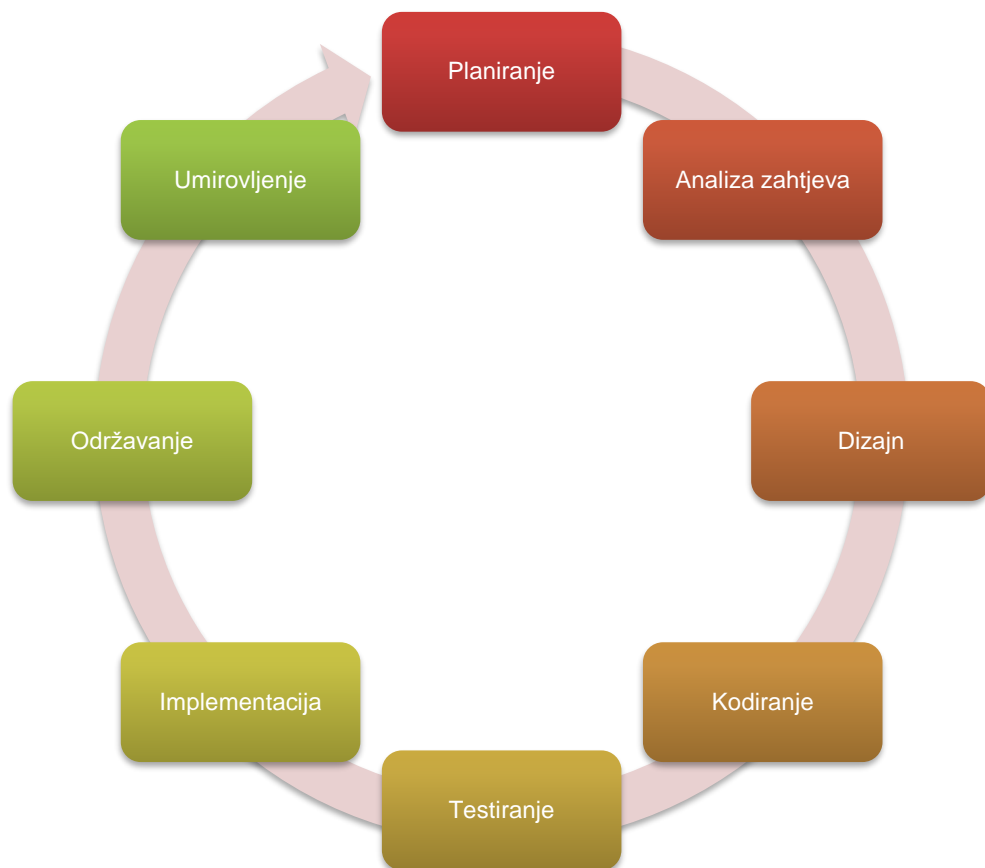 Planiranje
Analiza zahtjeva
Dizajn
Kodiranje
Testiranje
Implementacija
Održavanje
Umirovljenje